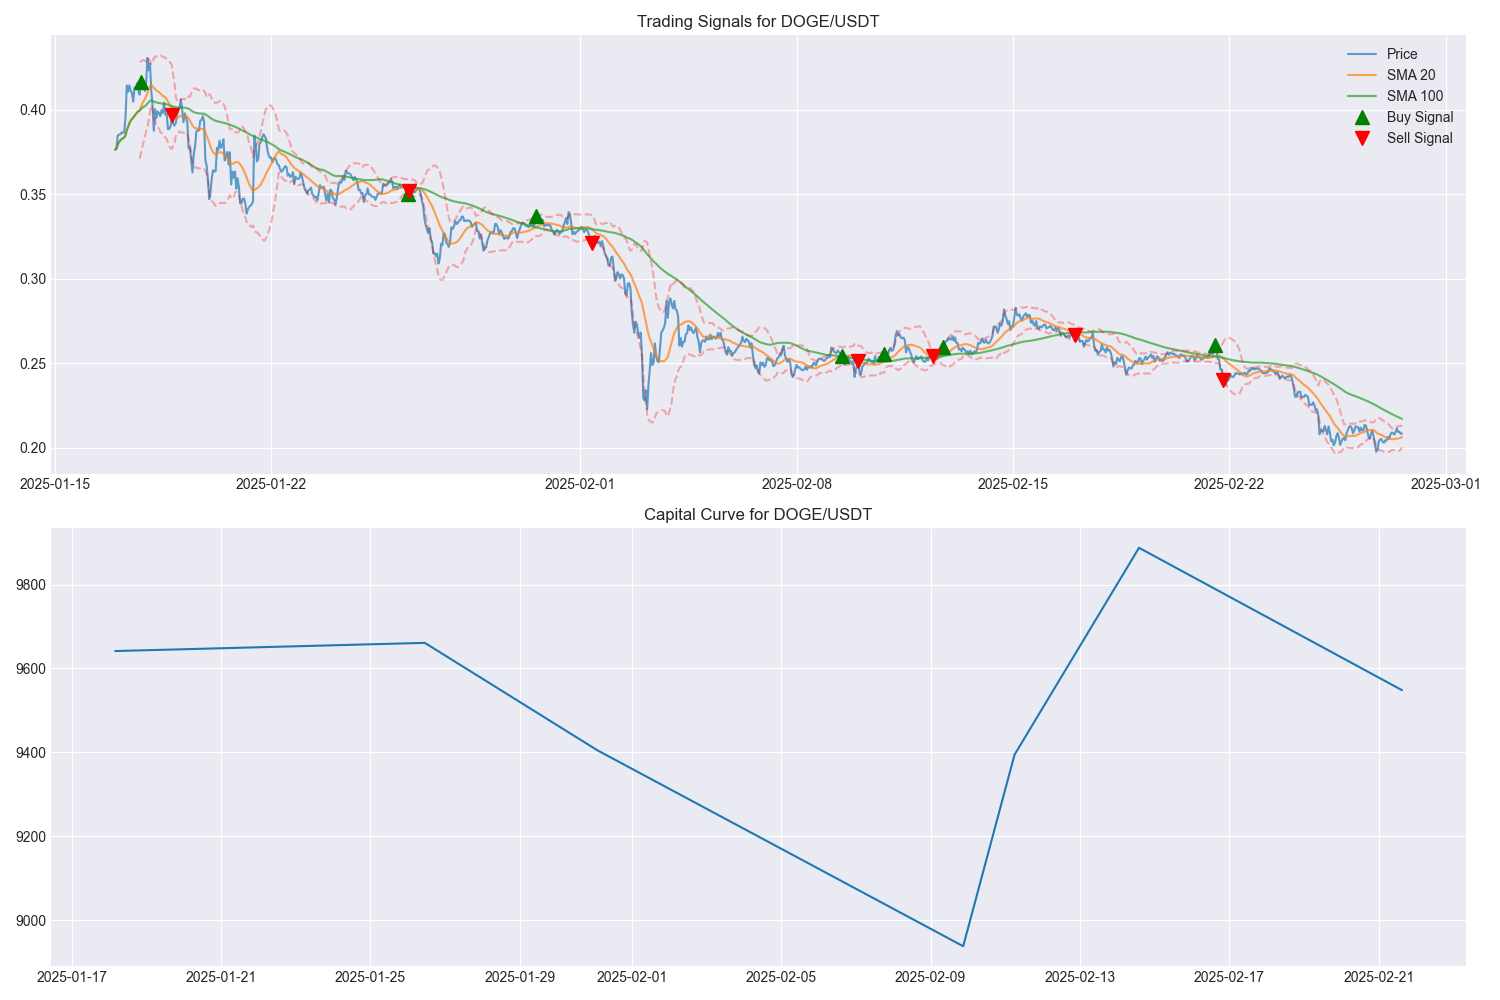 Trading Signals for DOGE/USDT
Price
SMA 20
SMA 100
Buy Signal
Sell Signal
0.40
0.35
0.30
0.25
0.20
2025-01-15 2025-01-22 2025-02-01 2025-02-08 2025-02-15 2025-02-22 2025-03-01
Capital Curve for DOGE/USDT
9800
9600
9400
9200
9000
2025-01-17 2025-01-21 2025-01-25 2025-01-29 2025-02-01 2025-02-05 2025-02-09 2025-02-13 2025-02-17 2025-02-21